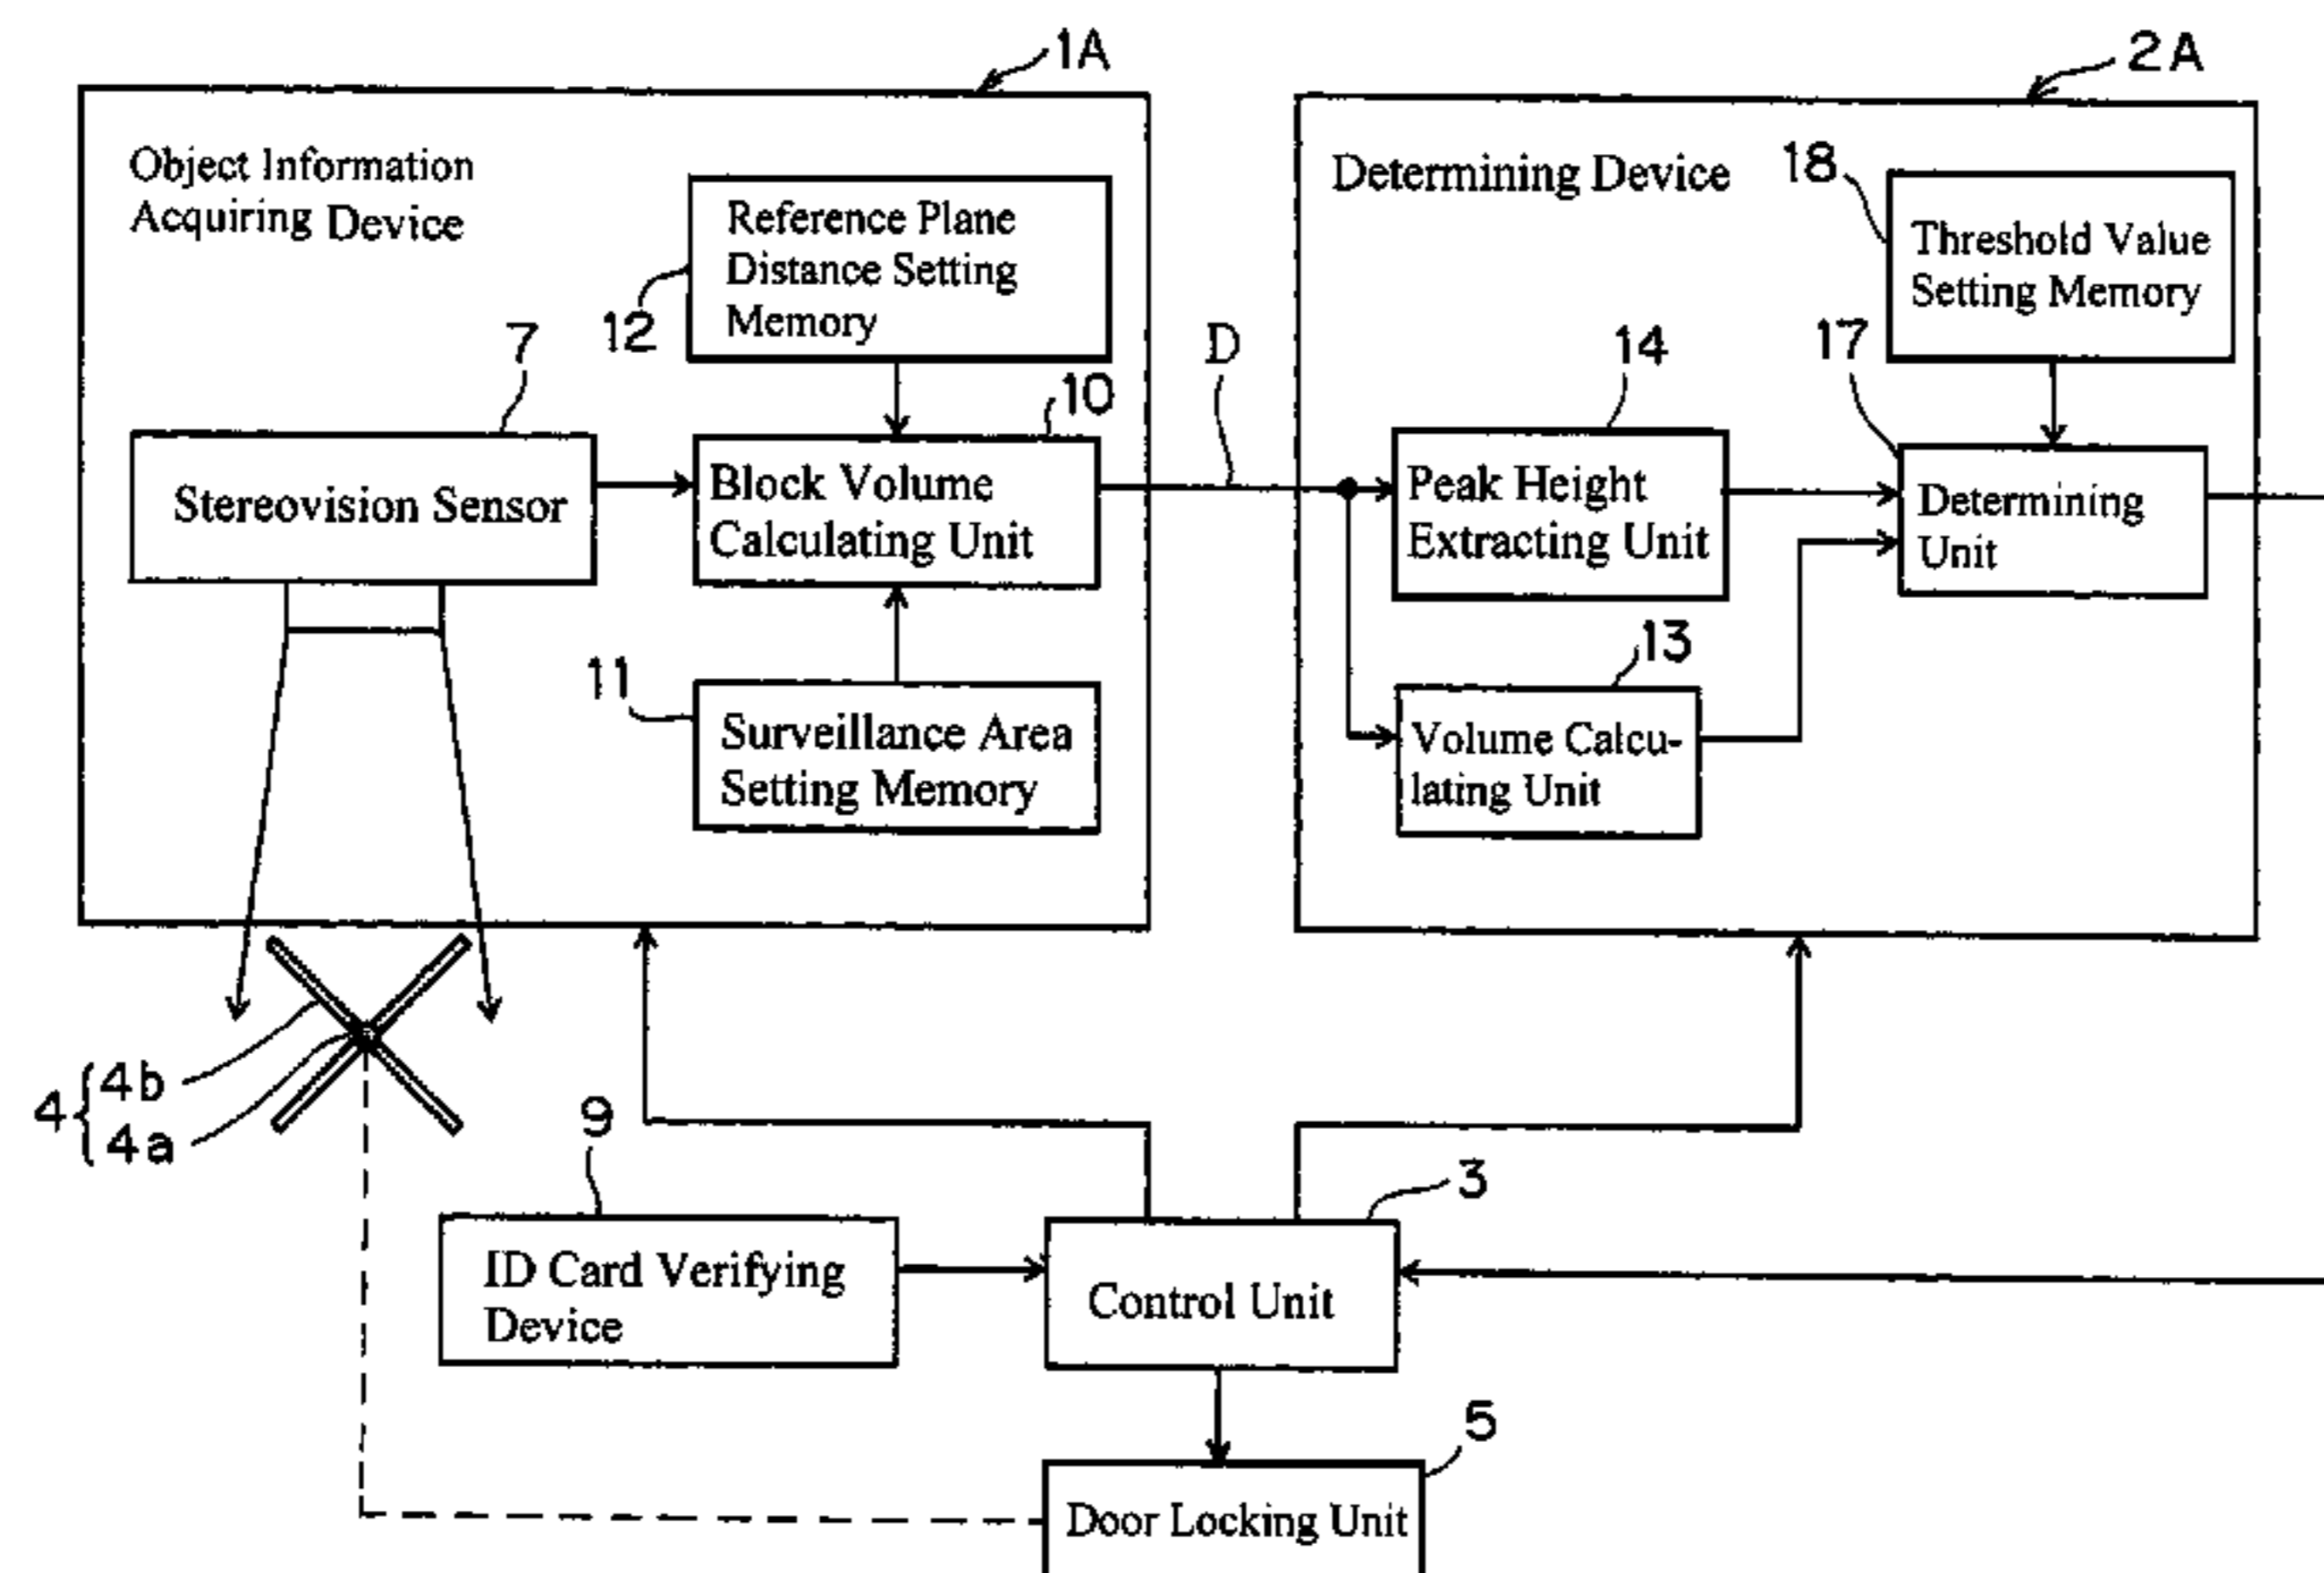 1A
2A
Object Information
Acquiring Device
Reference Plane
Distance Setting
Memory
12
7
10
Stereovision Sensor
Block Volume
Calculating Unit
11
Surveillance Area
Setting Memory
D
Determining Device
18
Threshold Value
Setting Memory
14
17
Peak Height
Extracting Unit
Determining
Unit
13
Volume Calcu-
lating Unit
4
4b
4a
9
ID Card Verifying
Device
3
Control Unit
5
Door Locking Unit